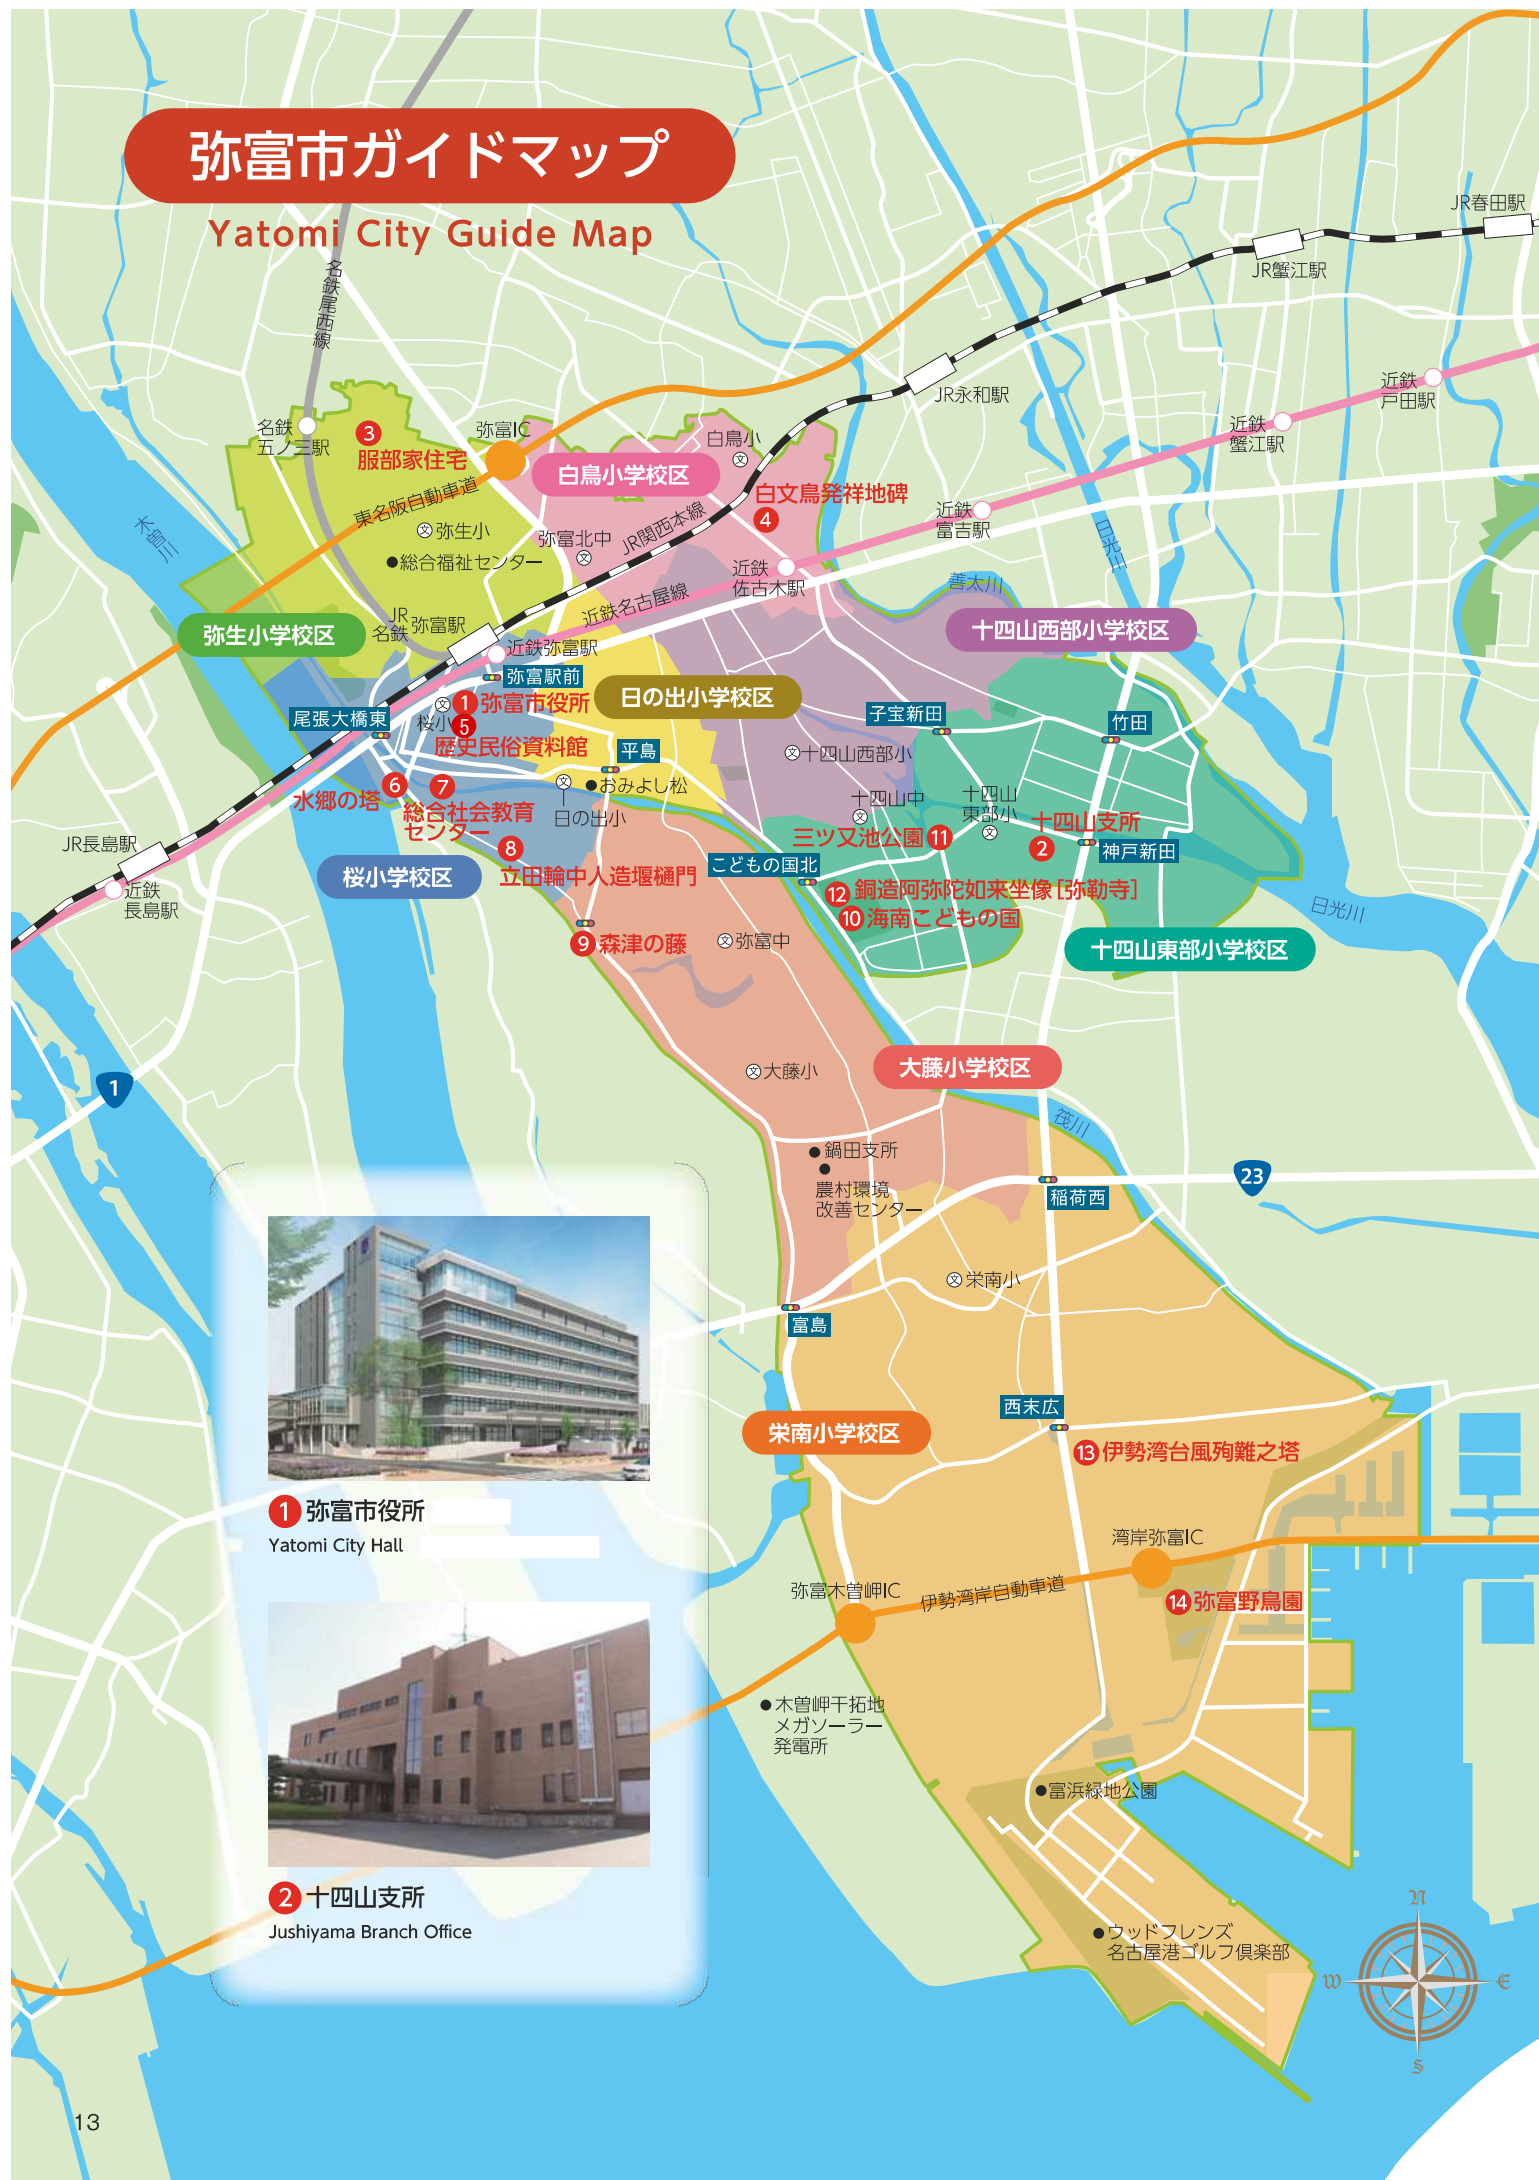 弥富市ガイドマップ
Yatomi City Guide Map
名鉄尾西線
JR春田駅
JR蟹江駅
JR永和駅
近鉄
戸田駅
近鉄
蟹江駅
近鉄
富吉駅
名鉄
五ノ三駅
3
服部家住宅
弥富IC
白鳥小
白鳥小学校区
白文鳥発祥地碑
4
東名阪自動車道
文 弥生小
弥富北中
文
JR関西本線
総合福祉センター
木曽川
日光川
善太川
近鉄
佐古木駅
近鉄名古屋線
弥生小学校区
JR
名鉄
弥富駅
近鉄弥富駅
弥富駅前
十四山西部小学校区
日の出小学校区
尾張大橋東
文
桜小
1 弥富市役所
5
歴史民俗資料館
子宝新田
竹田
平島
文 十四山西部小
おみよし松
文
日の出小
6
水郷の塔
7
総合社会教育
センター
十四山中
文
十四山
東部小
文
十四山支所
2
三ツ又池公園 11
神戸新田
JR長島駅
近鉄
長島駅
桜小学校区
8
立田輪中人造堰樋門
こどもの国北
12 銅造阿弥陀如来坐像[弥勒寺]
10 海南こどもの国
日光川
9 森津の藤
文 弥富中
十四山東部小学校区
大藤小学校区
文 大藤小
1
筏川
鍋田支所
農村環境
改善センター
23
稲荷西
文 栄南小
富島
西末広
栄南小学校区
13 伊勢湾台風殉難之塔
湾岸弥富IC
弥富木曽岬IC
伊勢湾岸自動車道
14 弥富野鳥園
木曽岬干拓地
メガソーラー
発電所
富浜緑地公園
ウッドフレンズ
名古屋港ゴルフ倶楽部
1 弥富市役所
Yatomi City Hall
2 十四山支所
Jushiyama Branch Office
N
W
E
S
13